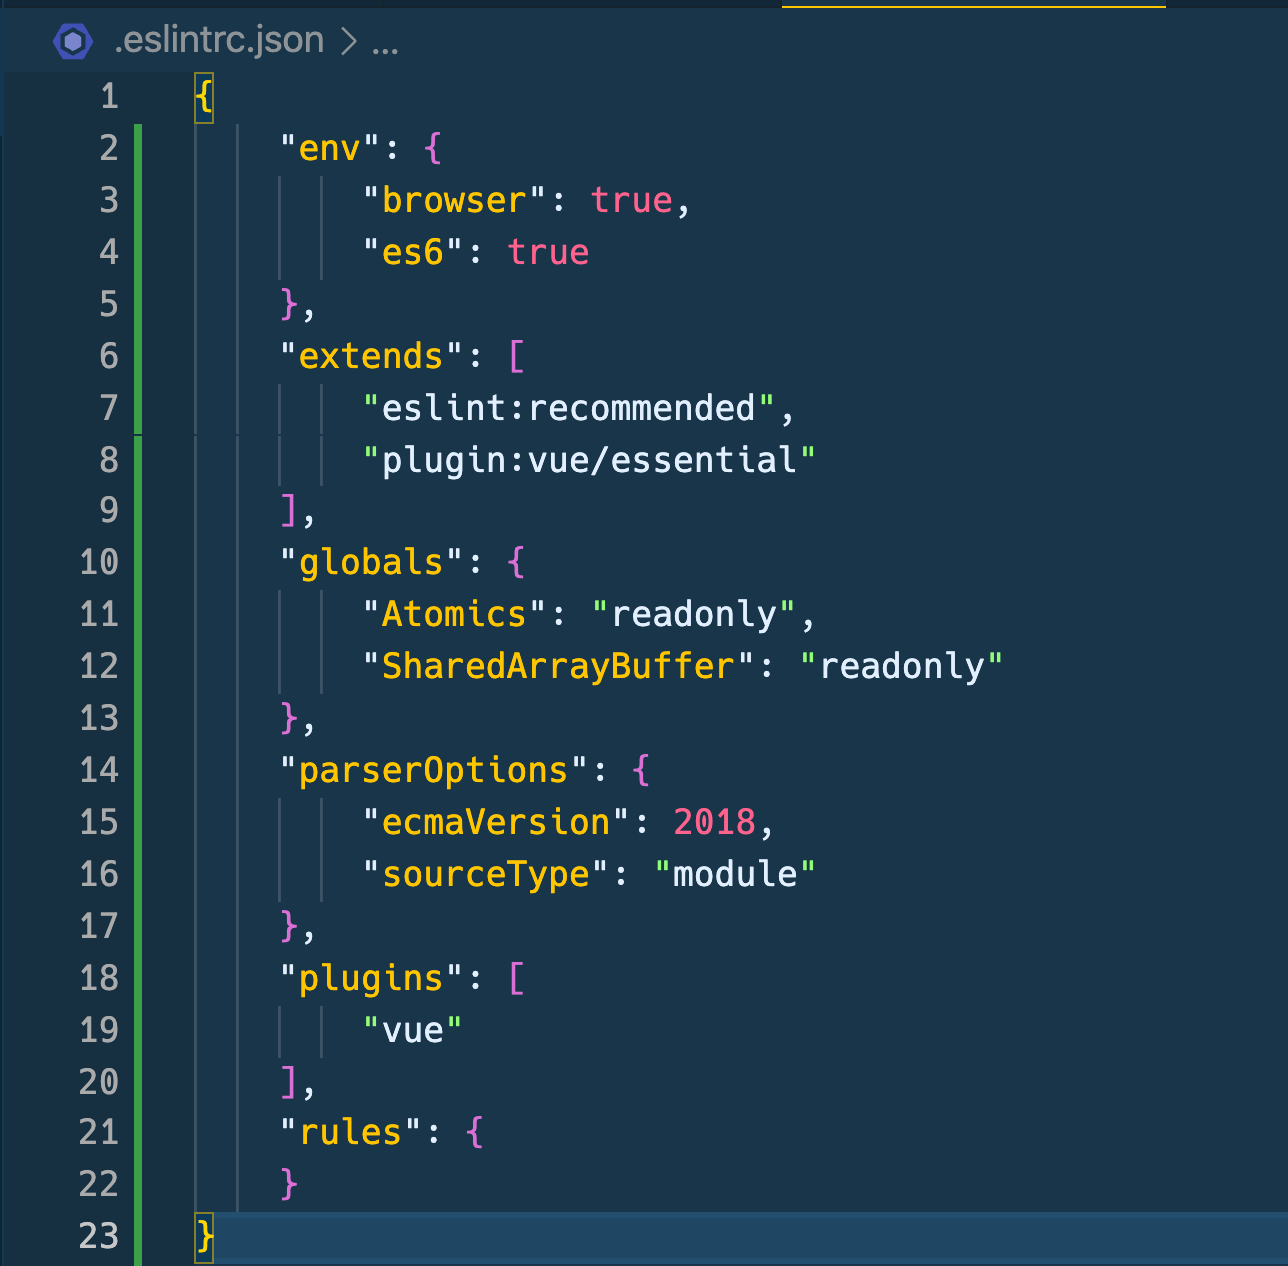 .eslintrc.json > ...
1 {
2 "env": {
3 "browser": true,
4 "es6": true
5 },
6 "extends": [
7 "eslint:recommended",
8 "plugin:vue/essential"
9 ],
10 "globals": {
11 "Atomics": "readonly",
12 "SharedArrayBuffer": "readonly"
13 },
14 "parserOptions": {
15 "ecmaVersion": 2018,
16 "sourceType": "module"
17 },
18 "plugins": [
19 "vue"
20 ],
21 "rules": {
22 }
23 }